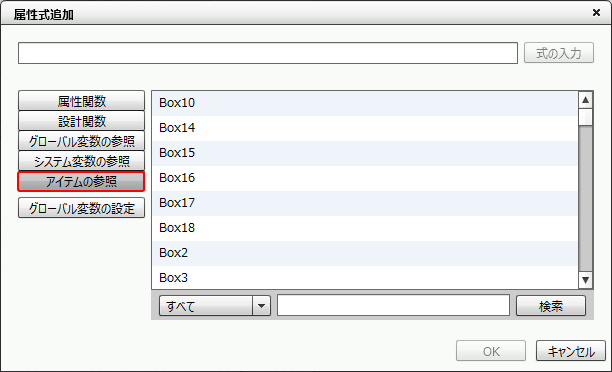 属性式追加
式の入力
属性関数
設計関数
グローバル変数の参照
システム変数の参照
アイテムの参照
グローバル変数の設定
Box10
Box14
Box15
Box16
Box17
Box18
Box2
Box3
すべて
検索
OK
キャンセル